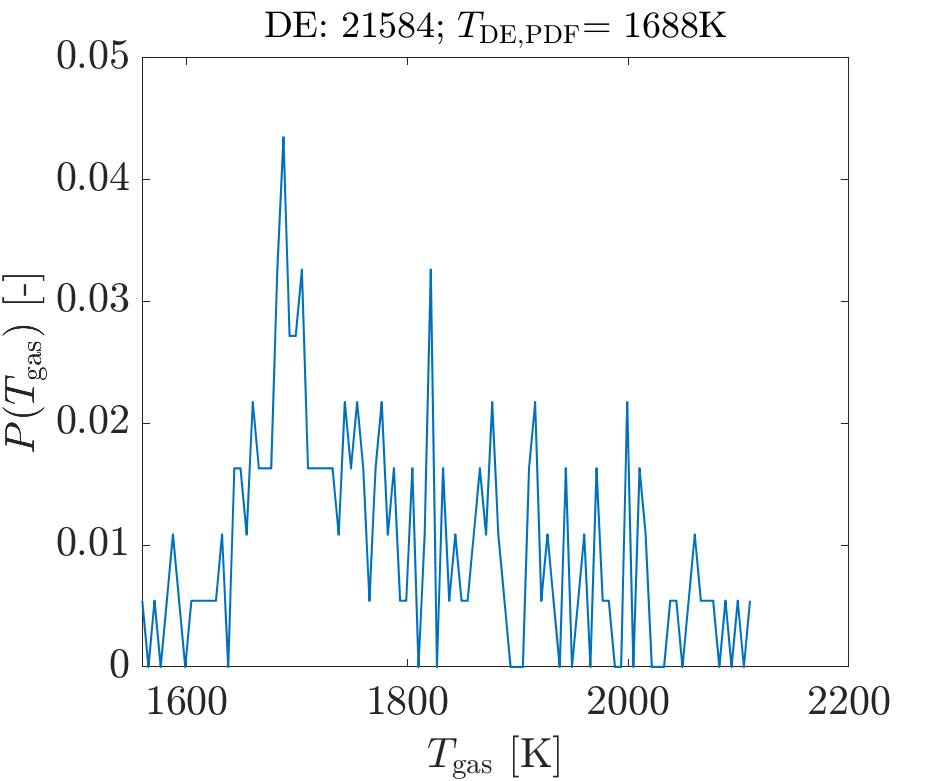 DE: 21584; T_DE,PDF= 1688K
0.05
0.04
0.03
0.02
0.01
0
P(T_gas) [-]
1600 1800 2000 2200
T_gas [K]